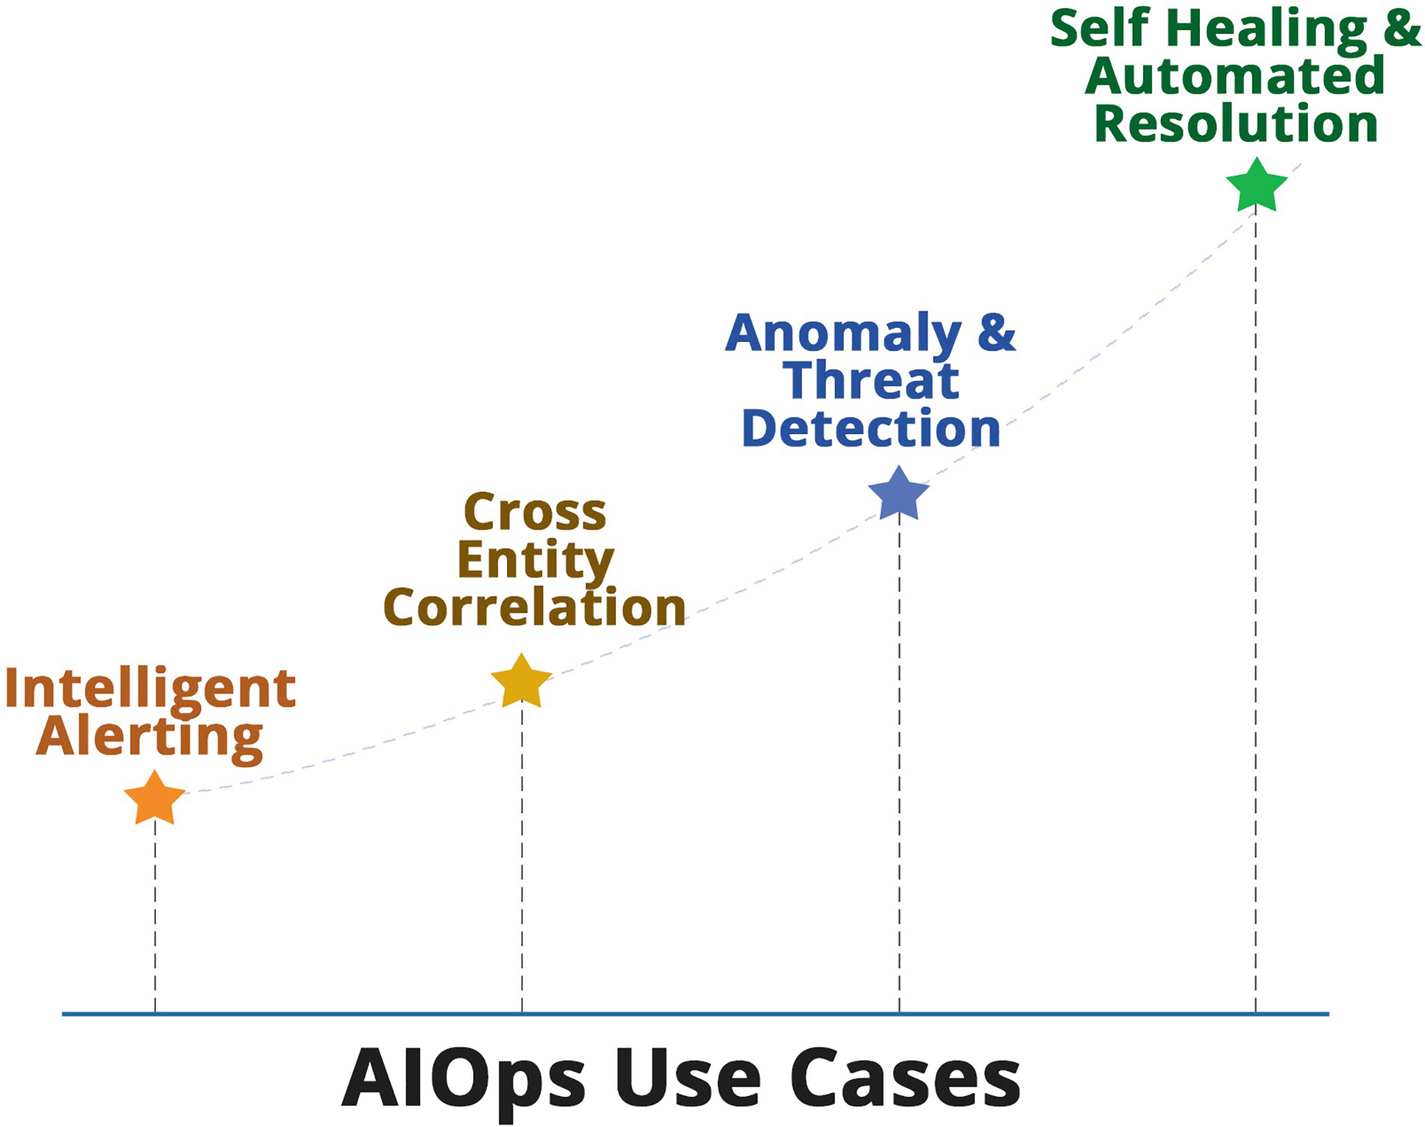 Self Healing &
Automated
Resolution
Anomaly &
Threat
Detection
Cross
Entity
Correlation
Intelligent
Alerting
AIOps Use Cases